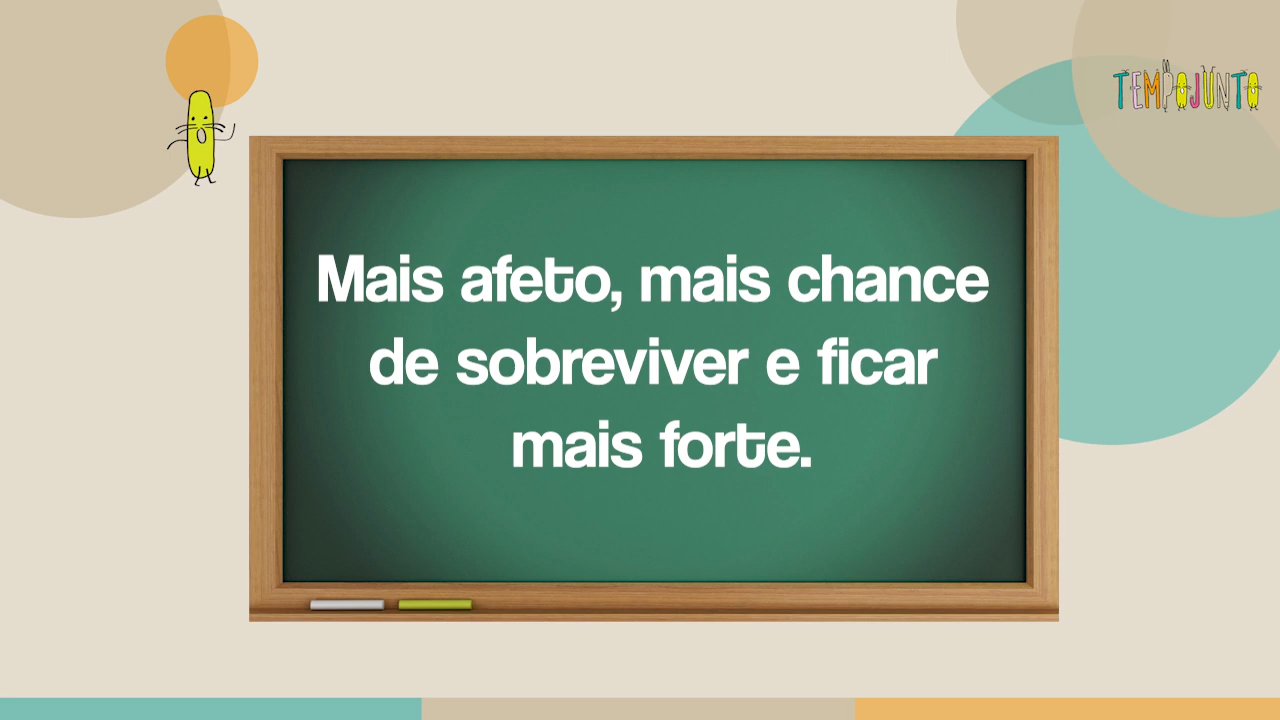 TEMPOJUNTO
Mais afeto, mais chance
de sobreviver e ficar
mais forte.